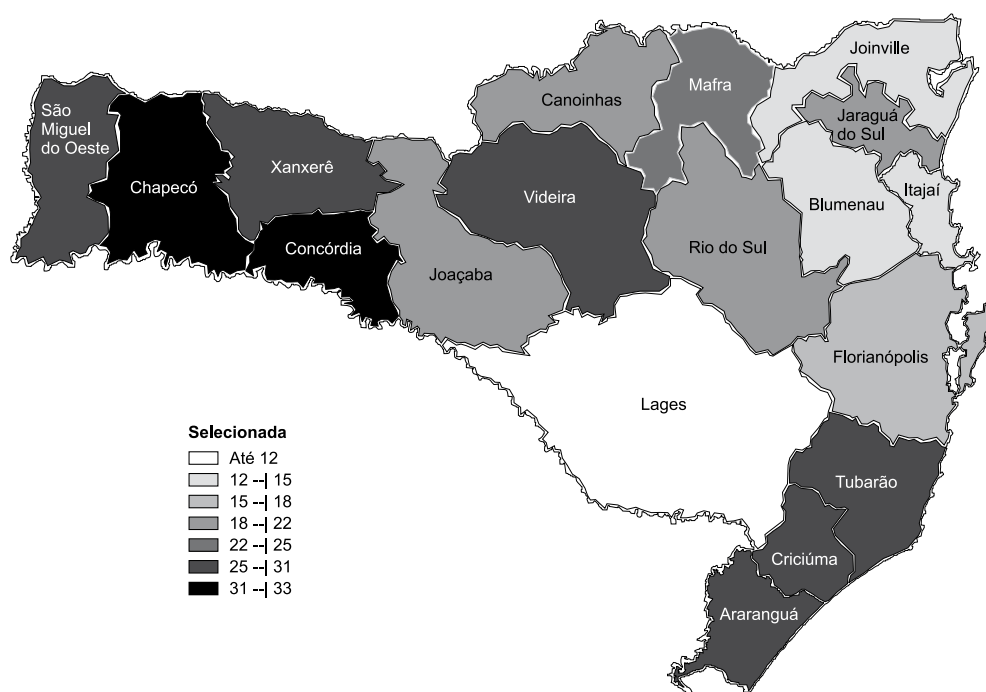 Joinville
Mafra
Canoinhas
São
Miguel
do Oeste
Jaraguá
do Sul
Xanxerê
Chapecó
Videira
Itajaí
Blumenau
Concórdia
Rio do Sul
Joaçaba
Florianópolis
Lages
Selecionada
Até 12
12 --| 15
15 --| 18
18 --| 22
22 --| 25
25 --| 31
31 --| 33
Tubarão
Criciúma
Araranguá